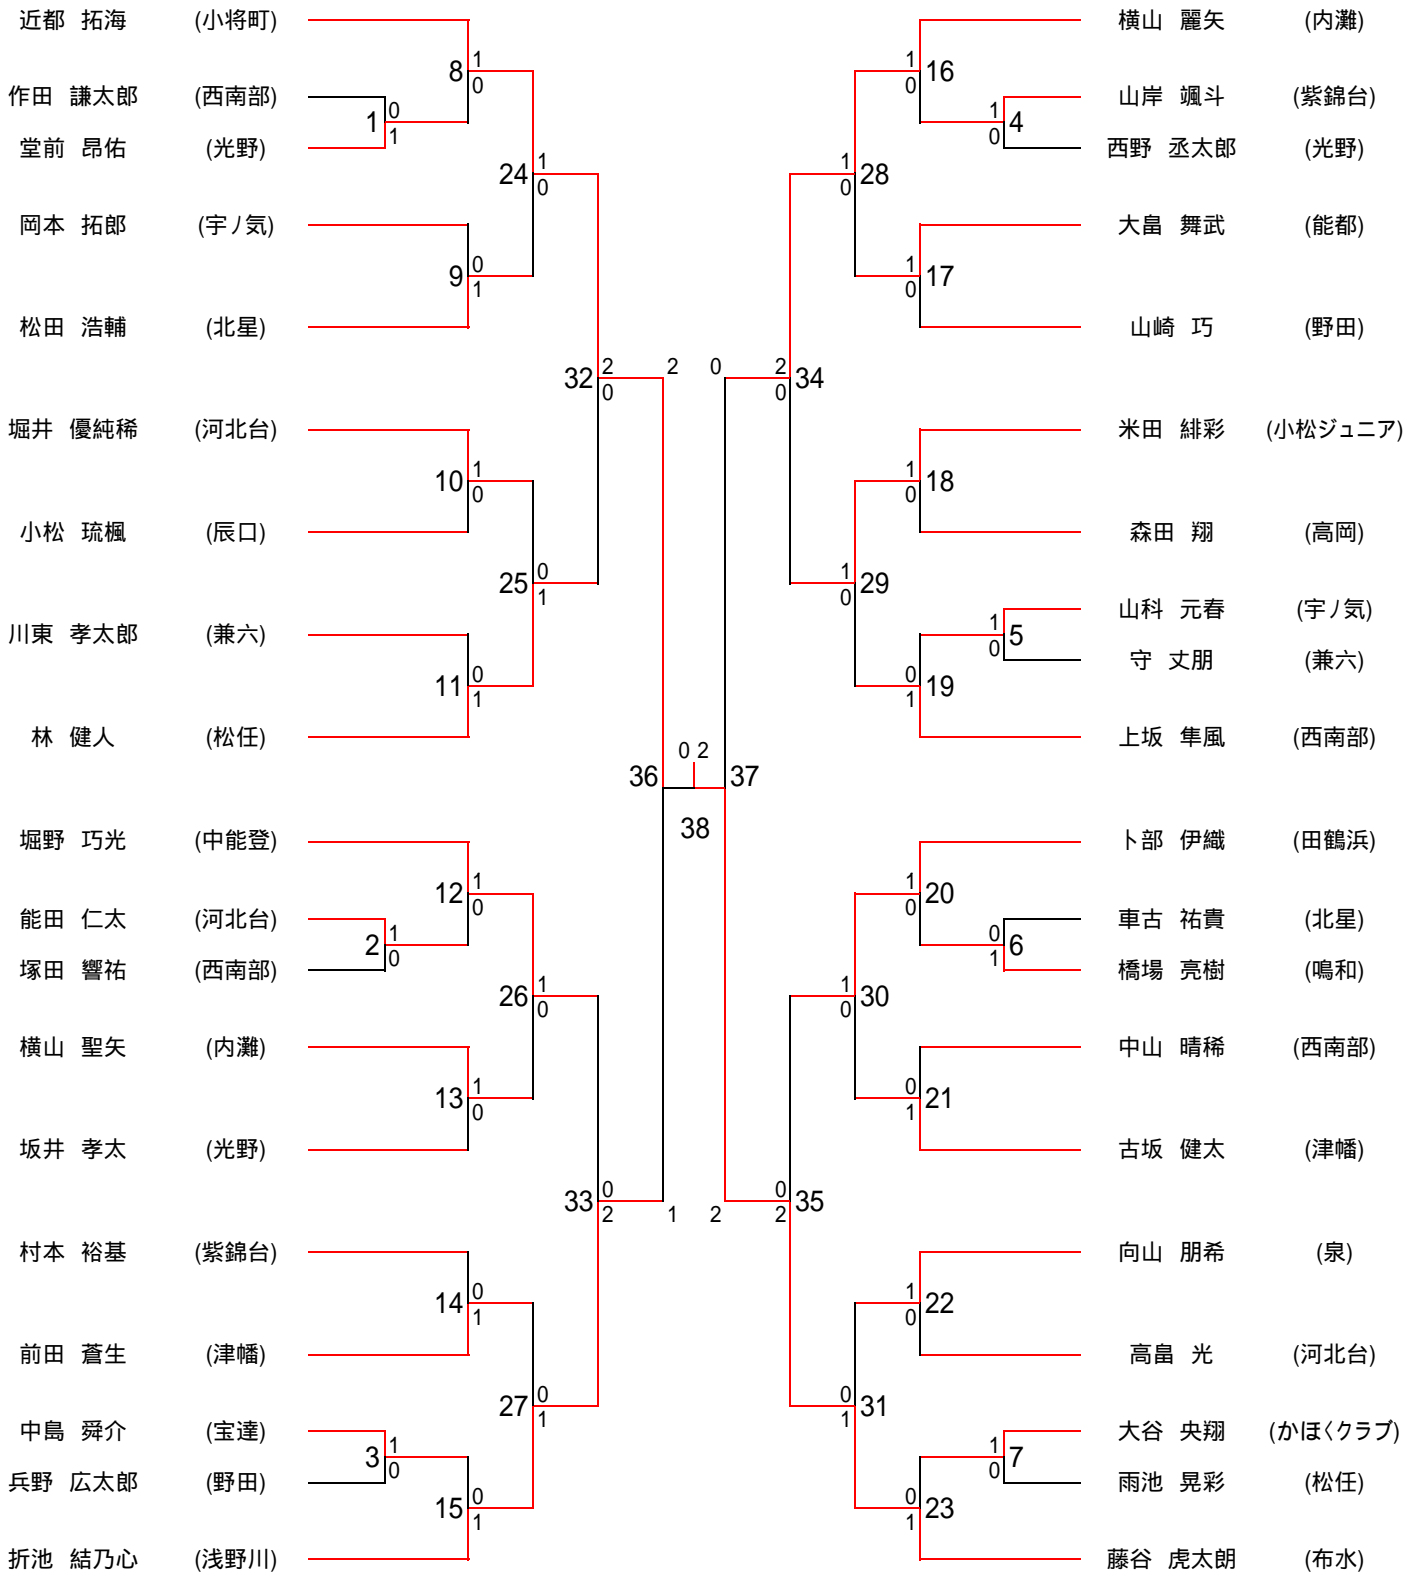 近都 拓海 (小将町)
作田 謙太郎 (西南部)
堂前 昂佑 (光野)
岡本 拓郎 (宇ノ気)
松田 浩輔 (北星)
堀井 優純稀 (河北台)
小松 琉楓 (辰口)
川東 孝太郎 (兼六)
林 健人 (松任)
堀野 巧光 (中能登)
能田 仁太 (河北台)
塚田 響祐 (西南部)
横山 聖矢 (内灘)
坂井 孝太 (光野)
村本 裕基 (紫錦台)
前田 蒼生 (津幡)
中島 舜介 (宝達)
兵野 広太郎 (野田)
折池 結乃心 (浅野川)
1 0 1
2 1 0
3 1 0
8 1 0
9 0 1
10 1 0
11 0 1
12 1 0
13 1 0
14 0 1
15 0 1
24 1 0
25 0 1
26 1 0
27 0 1
32 2 0
33 0 2
36 2 1
0 2
38
37 0 2
34 2 0
35 0 2
28 1 0
29 1 0
30 1 0
31 0 1
16 1 0
17 1 0
18 1 0
19 0 1
20 1 0
21 0 1
22 1 0
23 0 1
4 1 0
5 1 0
6 0 1
7 1 0
横山 麗矢 (内灘)
山岸 颯斗 (紫錦台)
西野 丞太郎 (光野)
大畠 舞武 (能都)
山崎 巧 (野田)
米田 緋彩 (小松ジュニア)
森田 翔 (高岡)
山科 元春 (宇ノ気)
守 丈朋 (兼六)
上坂 隼風 (西南部)
卜部 伊織 (田鶴浜)
車古 祐貴 (北星)
橋場 亮樹 (鳴和)
中山 晴稀 (西南部)
古坂 健太 (津幡)
向山 朋希 (泉)
高畠 光 (河北台)
大谷 央翔 (かほくクラブ)
雨池 晃彩 (松任)
藤谷 虎太朗 (布水)